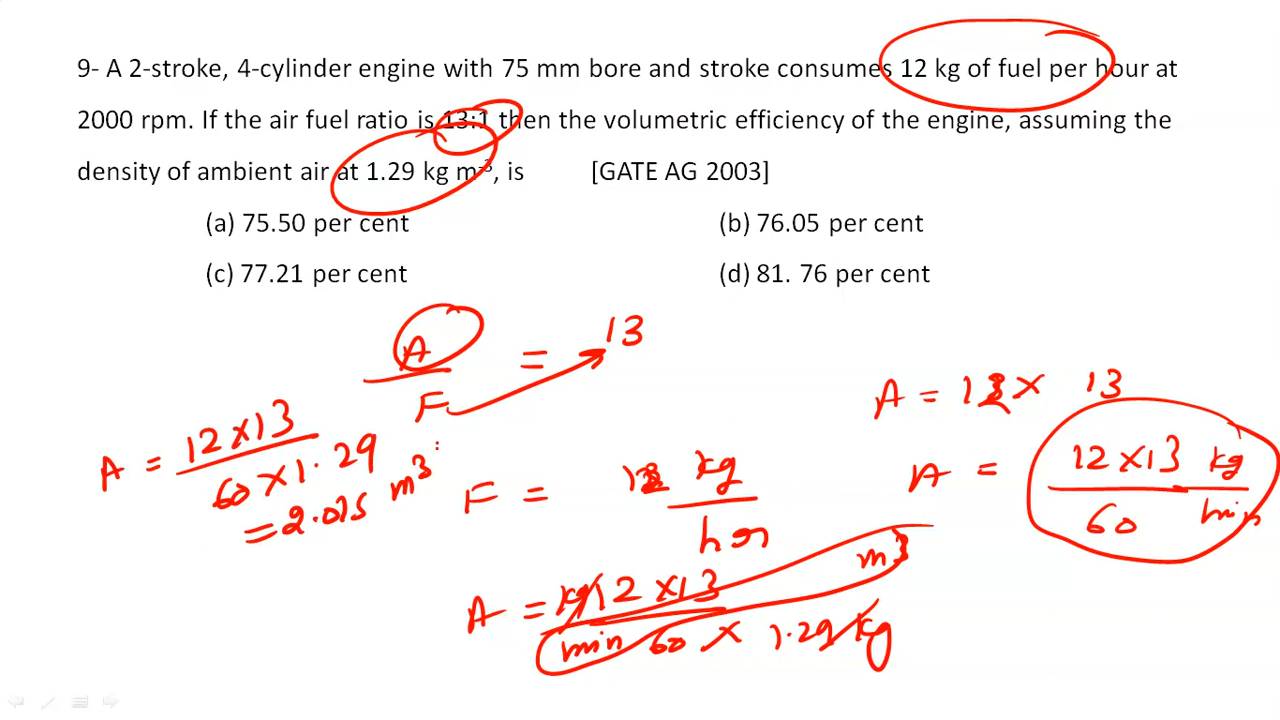 9- A 2-stroke, 4-cylinder engine with 75 mm bore and stroke consumes 12 kg of fuel per hour at
2000 rpm. If the air fuel ratio is 13:1 then the volumetric efficiency of the engine, assuming the
density of ambient air at 1.29 kg m⁻³, is [GATE AG 2003]
(a) 75.50 per cent (b) 76.05 per cent
(c) 77.21 per cent (d) 81. 76 per cent
A
F
= 13
A = 12 × 13
A = 12×13
60 × 1.29
= 2.015 m3
F = 12 kg
hr
A = 12×13 kg
60 min
A = kg 12 ×13 m3
min 60 × 1.29 kg